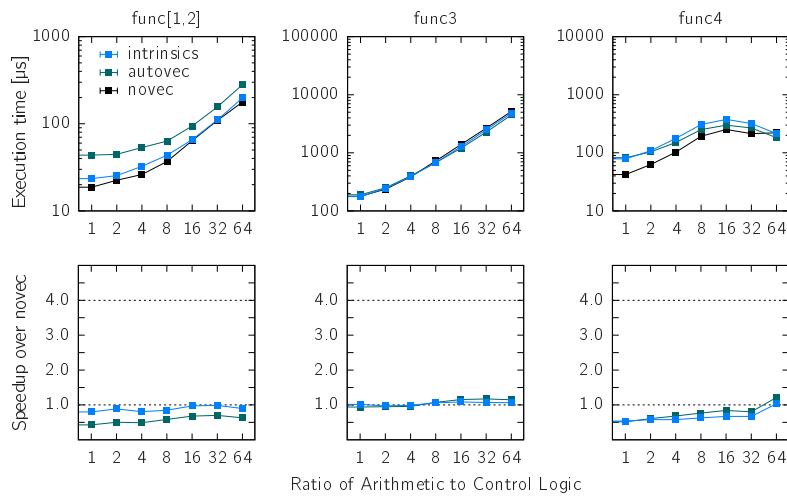 func[1,2]
func3
func4
Execution time [µs]
1000
100
10
intrinsics
autovec
novec
1 2 4 8 16 32 64
100000
10000
1000
100
1 2 4 8 16 32 64
10000
1000
100
10
1 2 4 8 16 32 64
Speedup over novec
4.0
3.0
2.0
1.0
1 2 4 8 16 32 64
4.0
3.0
2.0
1.0
1 2 4 8 16 32 64
4.0
3.0
2.0
1.0
1 2 4 8 16 32 64
Ratio of Arithmetic to Control Logic